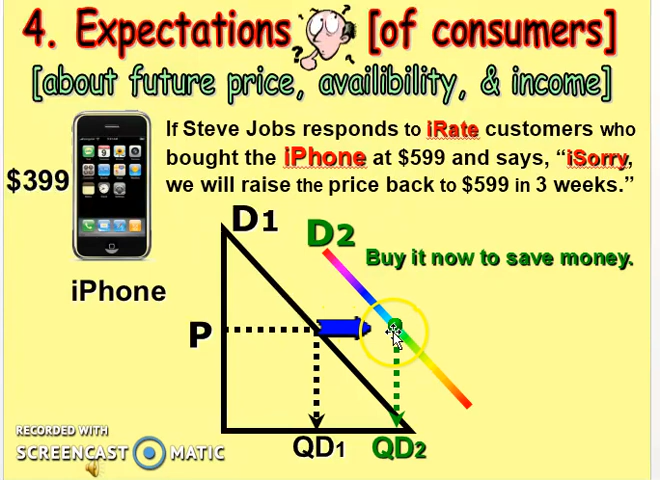 4. Expectations [of consumers]
[about future price, availibility, & income]
If Steve Jobs responds to iRate customers who
bought the iPhone at $599 and says, “iSorry,
we will raise the price back to $599 in 3 weeks.”
$399
iPhone
D1
D2
Buy it now to save money.
P
QD1
QD2
RECORDED WITH
SCREENCAST MATIC